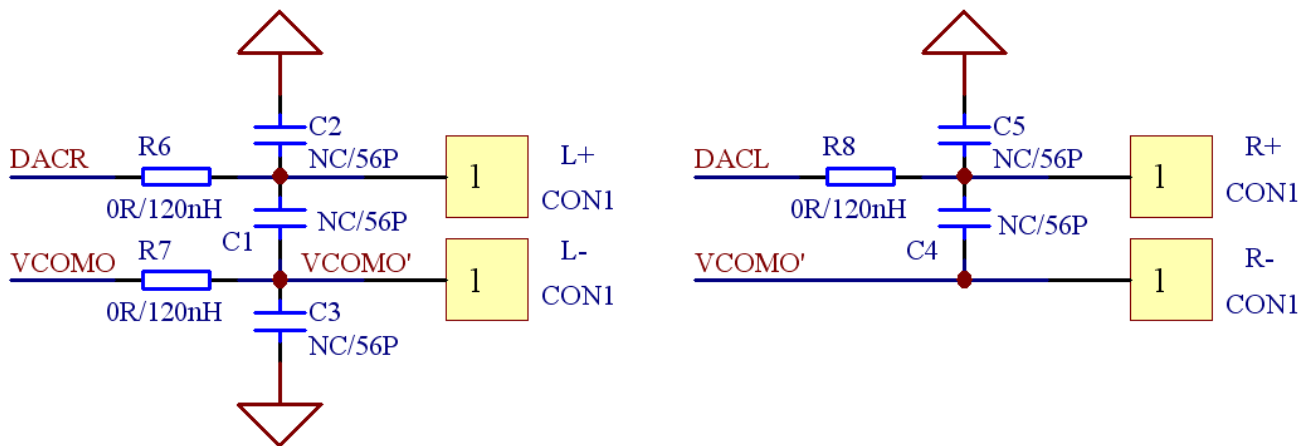 C2
NC/56P
DACR
R6
0R/120nH
1
L+
CON1
C1
NC/56P
VCOMO
R7
0R/120nH
VCOMO'
1
L-
CON1
C3
NC/56P
C5
NC/56P
DACL
R8
0R/120nH
1
R+
CON1
C4
NC/56P
VCOMO'
1
R-
CON1